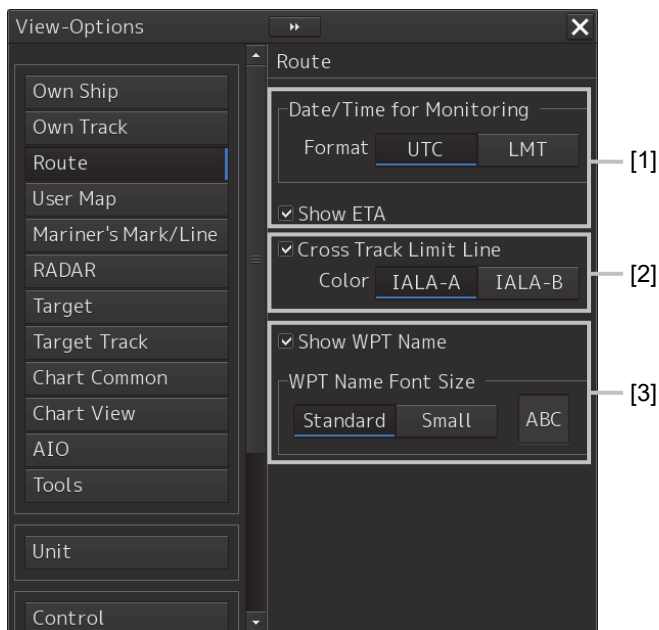 View-Options
Own Ship
Own Track
Route
User Map
Mariner's Mark/Line
RADAR
Target
Target Track
Chart Common
Chart View
AIO
Tools
Unit
Control
Route
Date/Time for Monitoring
Format UTC LMT
Show ETA
[1]
Cross Track Limit Line
Color IALA-A IALA-B
[2]
Show WPT Name
WPT Name Font Size
Standard Small ABC
[3]